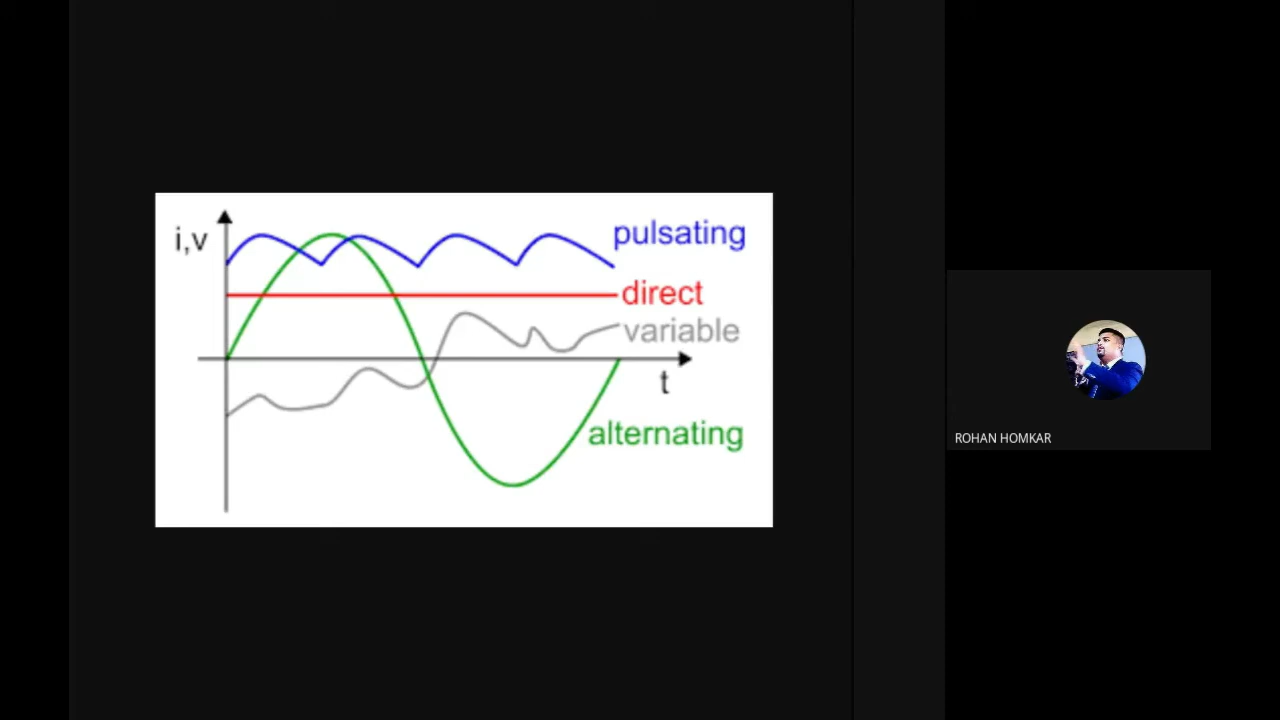 i,v
pulsating
direct
variable
t
alternating
ROHAN HOMKAR